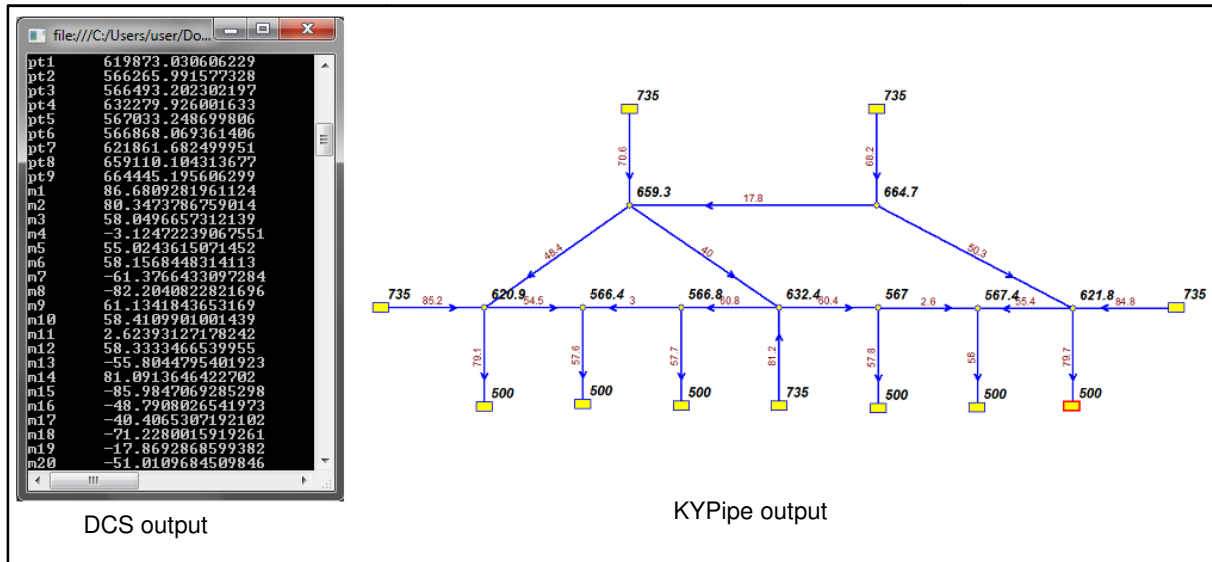 file:///C:/Users/user/Do...
pt1 619873.030606229
pt2 566265.991577328
pt3 566493.202302197
pt4 632279.926001633
pt5 567033.248699806
pt6 566868.069361406
pt7 621861.682499951
pt8 659110.104313677
pt9 664445.195606299
m1 86.6809281961124
m2 80.3473786759014
m3 58.0496657312139
m4 -3.12472239067551
m5 55.0243615071452
m6 58.1568448314113
m7 -61.3766433097284
m8 -82.2040822821696
m9 61.1341843653169
m10 58.4109901001439
m11 2.62393127178242
m12 58.3333466539955
m13 -55.8044795401923
m14 81.0913646422702
m15 -85.9847069285298
m16 -48.7908026541973
m17 -40.4065307192102
m18 -71.2280015919261
m19 -17.8692868599382
m20 -51.0109684509846
DCS output
735 735
70.6 68.2
659.3 17.8 664.7
48.4 40 50.3
735 85.2 620.9 54.5 566.4 3 566.8 60.8 632.4 60.4 567 2.6 567.4 55.4 621.8 84.8 735
79.1 57.6 57.7 81.2 57.8 58 79.7
500 500 500 735 500 500 500
KYPipe output